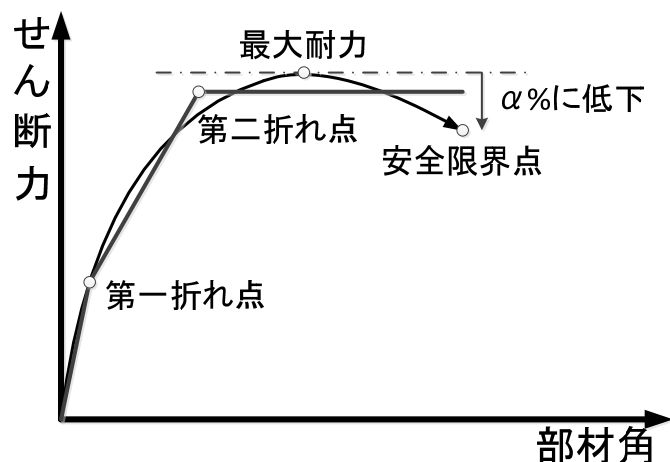 せん断力
最大耐力
α%に低下
第二折れ点
安全限界点
第一折れ点
部材角